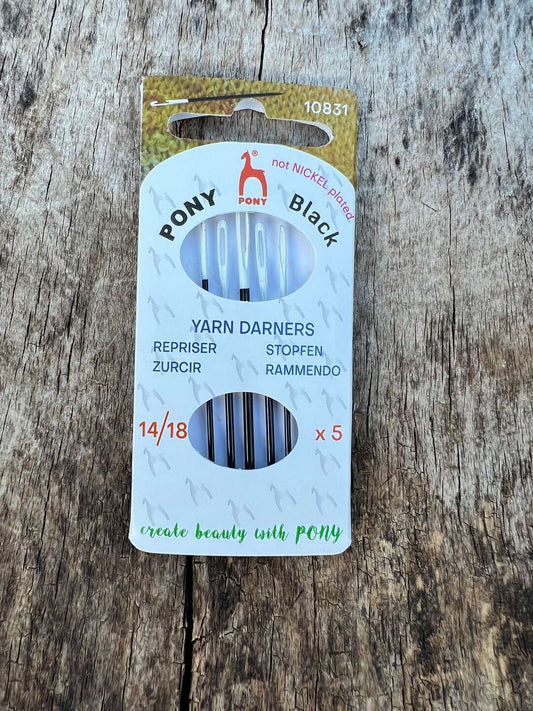 10831
not NICKEL plated
PONY
®
PONY
Black
YARN DARNERS
REPRISER STOPFEN
ZURCIR RAMMENDO
14/18 x 5
create beauty with PONY